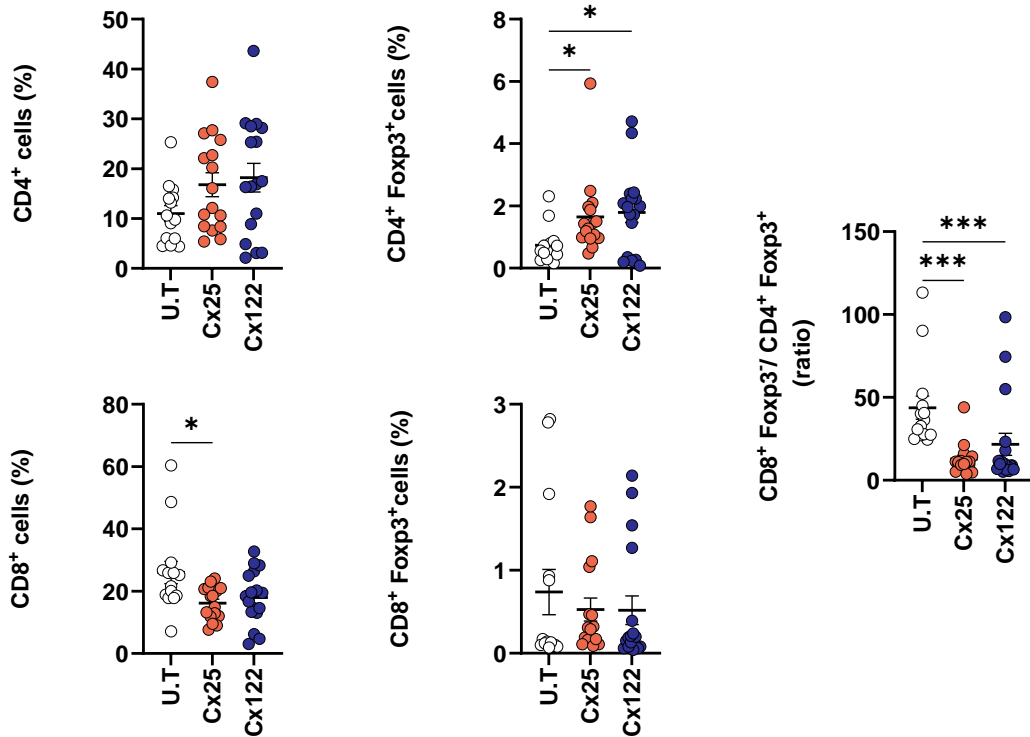 CD4⁺ cells (%)
50
40
30
20
10
0
U.T
Cx25
Cx122
CD4⁺ Foxp3⁺cells (%)
8
6
4
2
0
*
*
U.T
Cx25
Cx122
CD8⁺ cells (%)
80
60
40
20
0
*
U.T
Cx25
Cx122
CD8⁺ Foxp3⁺cells (%)
3
2
1
0
U.T
Cx25
Cx122
CD8⁺ Foxp3⁻/ CD4⁺ Foxp3⁺
(ratio)
150
100
50
0
***
***
U.T
Cx25
Cx122